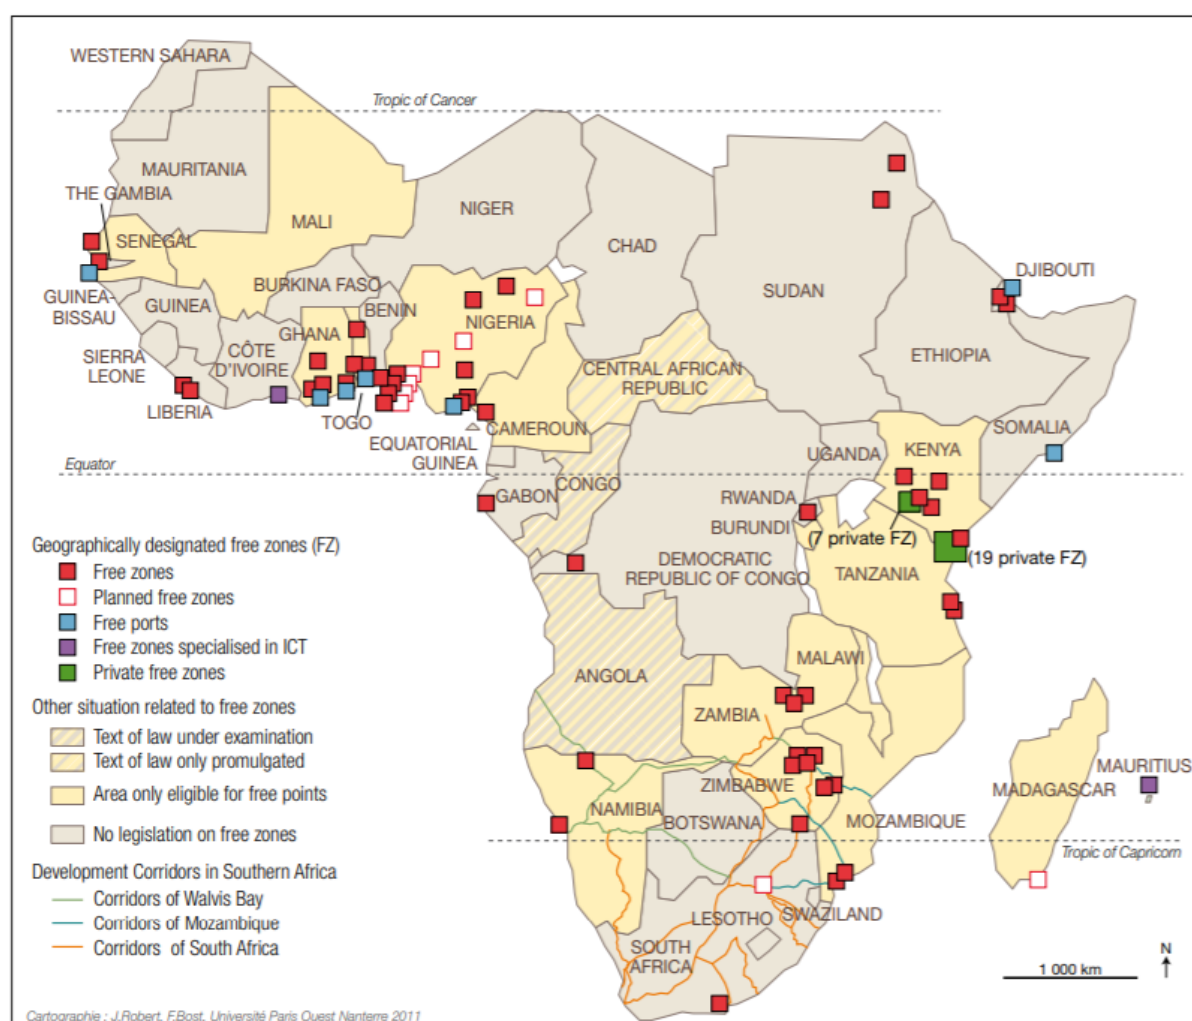 WESTERN SAHARA
Tropic of Cancer
MAURITANIA
THE GAMBIA
MALI
NIGER
CHAD
SUDAN
SENEGAL
DJIBOUTI
GUINEA-
BISSAU
GUINEA
BURKINA FASO
BENIN
NIGERIA
GHANA
ETHIOPIA
SIERRA
LEONE
CÔTE
D'IVOIRE
CENTRAL AFRICAN
REPUBLIC
LIBERIA
TOGO
CAMEROUN
SOMALIA
EQUATORIAL
GUINEA
UGANDA
KENYA
Equator
CONGO
GABON
RWANDA
BURUNDI
(7 private FZ)
DEMOCRATIC
REPUBLIC OF CONGO
(19 private FZ)
TANZANIA
Geographically designated free zones (FZ)
Free zones
Planned free zones
Free ports
Free zones specialised in ICT
Private free zones
Other situation related to free zones
Text of law under examination
Text of law only promulgated
Area only eligible for free points
No legislation on free zones
Development Corridors in Southern Africa
Corridors of Walvis Bay
Corridors of Mozambique
Corridors of South Africa
ANGOLA
MALAWI
ZAMBIA
MAURITIUS
ZIMBABWE
MADAGASCAR
NAMIBIA
BOTSWANA
MOZAMBIQUE
Tropic of Capricorn
LESOTHO
SWAZILAND
SOUTH
AFRICA
N
1 000 km
Cartographie : J.Robert, F.Bost, Université Paris Ouest Nanterre 2011